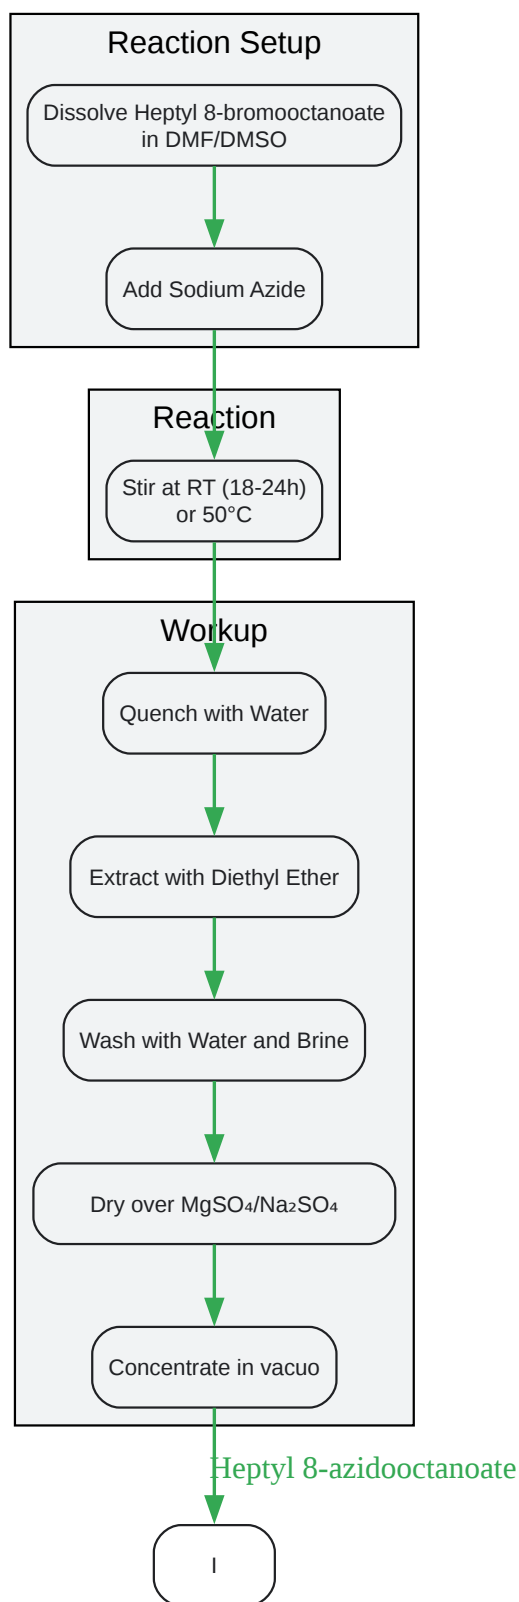 Reaction Setup
Dissolve Heptyl 8-bromooctanoate
in DMF/DMSO
Add Sodium Azide
Reaction
Stir at RT (18-24h)
or 50°C
Workup
Quench with Water
Extract with Diethyl Ether
Wash with Water and Brine
Dry over MgSO₄/Na₂SO₄
Concentrate in vacuo
Heptyl 8-azidooctanoate
I